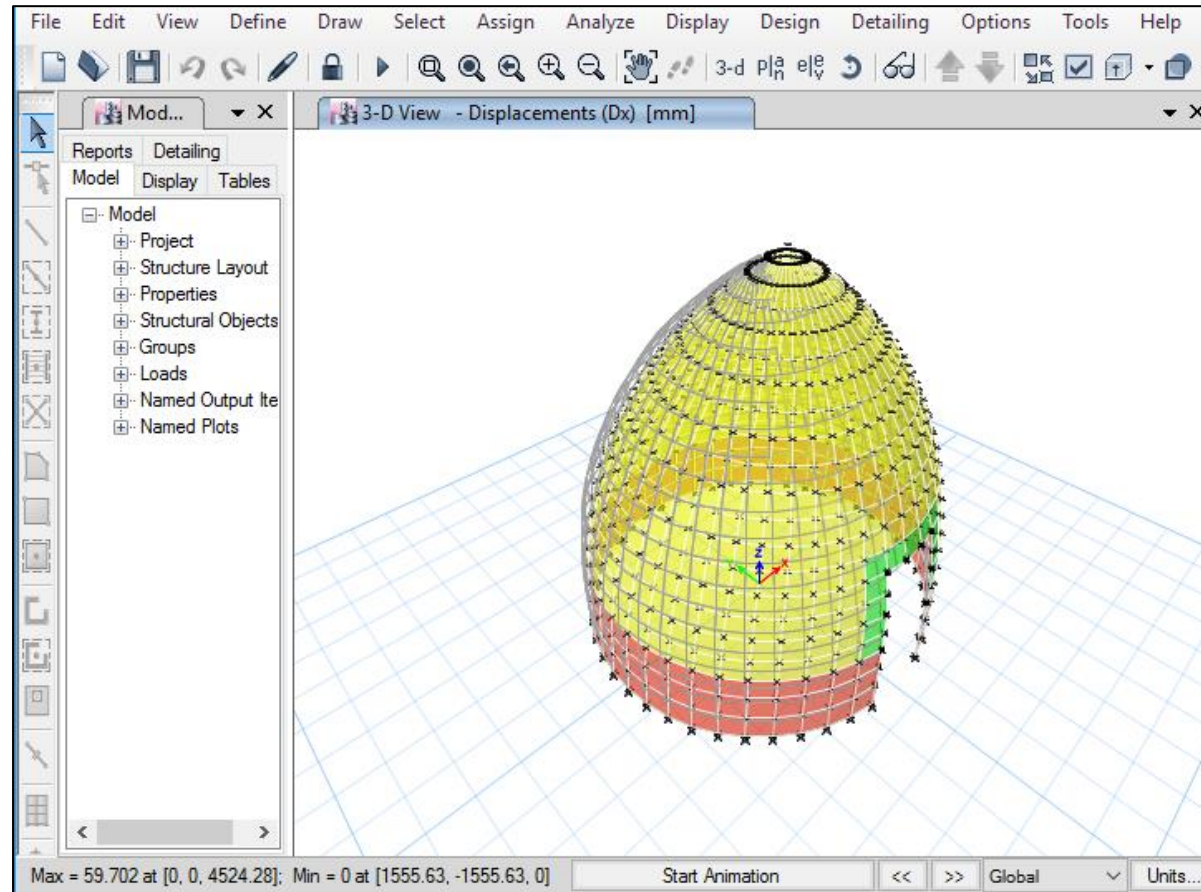 File Edit View Define Draw Select Assign Analyze Display Design Detailing Options Tools Help
3-d pla n ele v
Mod...
3-D View - Displacements (Dx) [mm]
Reports Detailing
Model Display Tables
Model
Project
Structure Layout
Properties
Structural Objects
Groups
Loads
Named Output Ite
Named Plots
Z
X
Max = 59.702 at [0, 0, 4524.28]; Min = 0 at [1555.63, -1555.63, 0] Start Animation << >> Global Units...